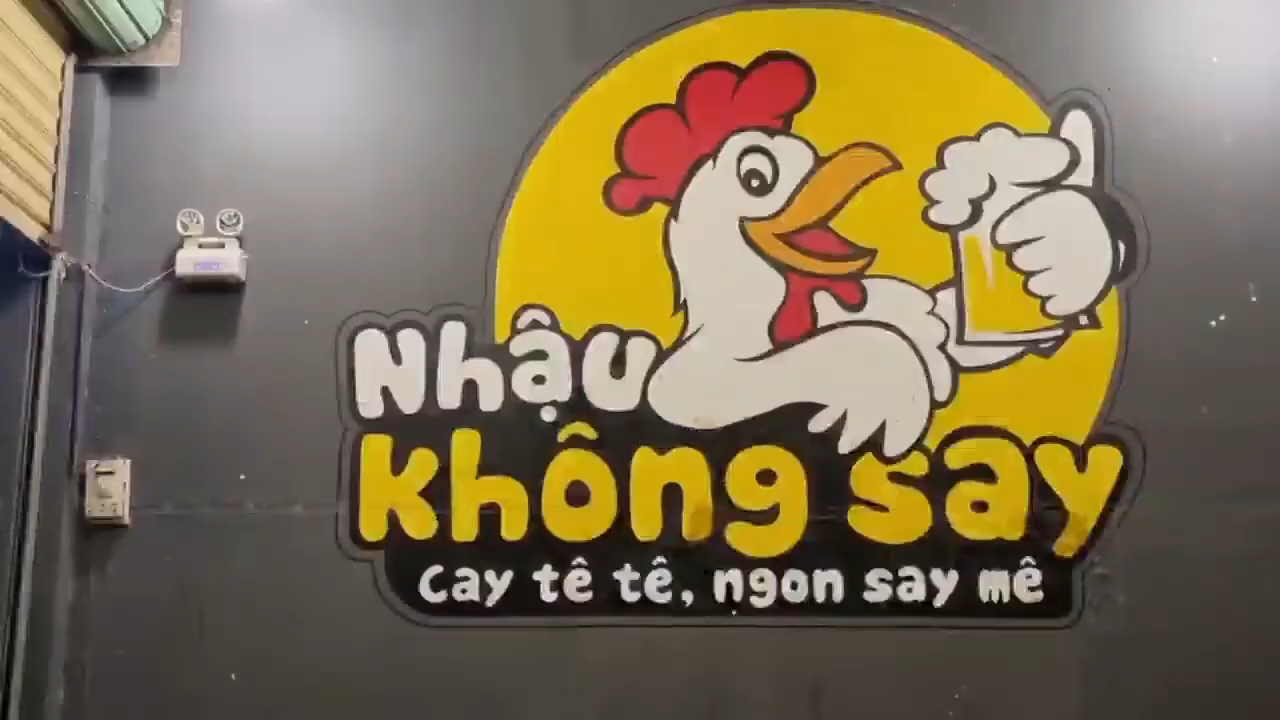 Nhậu
không say
cay tê tê, ngon say mê